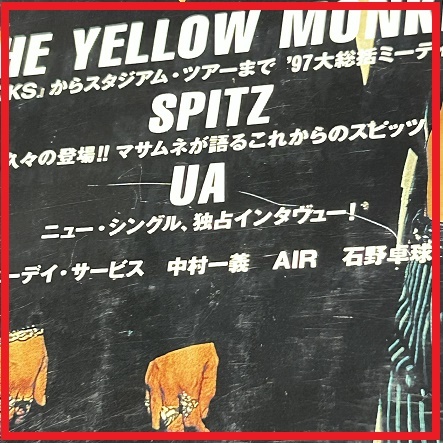 HE YELLOW MONK
KS』からスタジアム・ツアーまで '97大総括ミーテ
SPITZ
久々の登場!! マサムネが語るこれからのスピッツ
UA
ニュー・シングル、独占インタヴュー!
ーデイ・サービス 中村一義 AIR 石野卓球